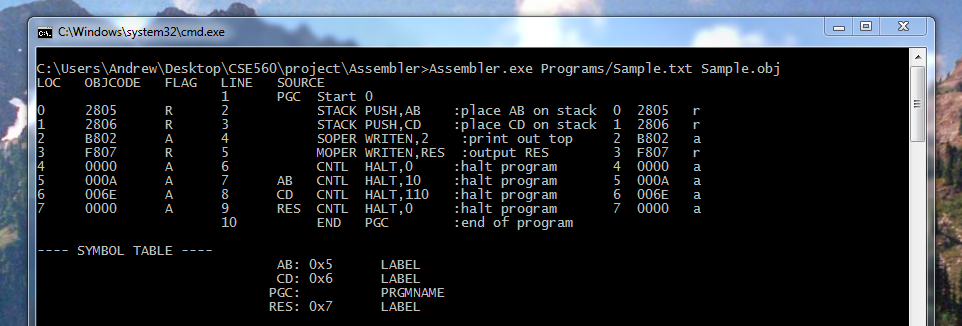 C:\Windows\system32\cmd.exe
C:\Users\Andrew\Desktop\CSE560\project\Assembler>Assembler.exe Programs/Sample.txt Sample.obj
LOC OBJCODE FLAG LINE SOURCE
1 PGC Start 0
0 2805 R 2 STACK PUSH,AB :place AB on stack 0 2805 r
1 2806 R 3 STACK PUSH,CD :place CD on stack 1 2806 r
2 B802 A 4 SOPER WRITEN,2 :print out top 2 B802 a
3 F807 R 5 MOPER WRITEN,RES :output RES 3 F807 r
4 0000 A 6 CNTL HALT,0 :halt program 4 0000 a
5 000A A 7 AB CNTL HALT,10 :halt program 5 000A a
6 006E A 8 CD CNTL HALT,110 :halt program 6 006E a
7 0000 A 9 RES CNTL HALT,0 :halt program 7 0000 a
10 END PGC :end of program
---- SYMBOL TABLE ----
AB: 0x5 LABEL
CD: 0x6 LABEL
PGC: PRGMNAME
RES: 0x7 LABEL